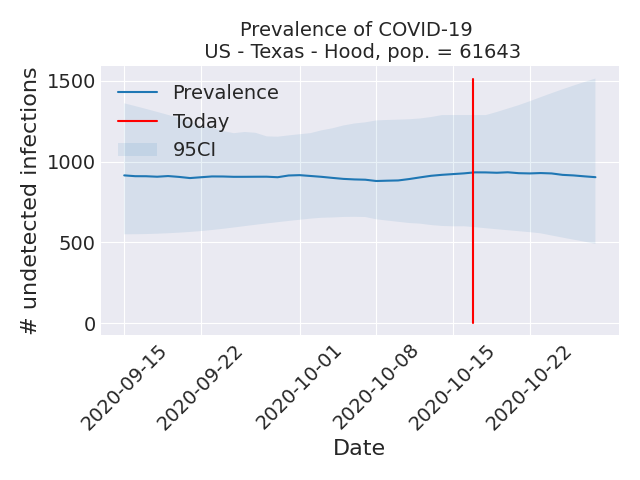 Prevalence of COVID-19
US - Texas - Hood, pop. = 61643
# undetected infections
1500
1000
500
0
Prevalence
Today
95CI
2020-09-15
2020-09-22
2020-10-01
2020-10-08
2020-10-15
2020-10-22
Date